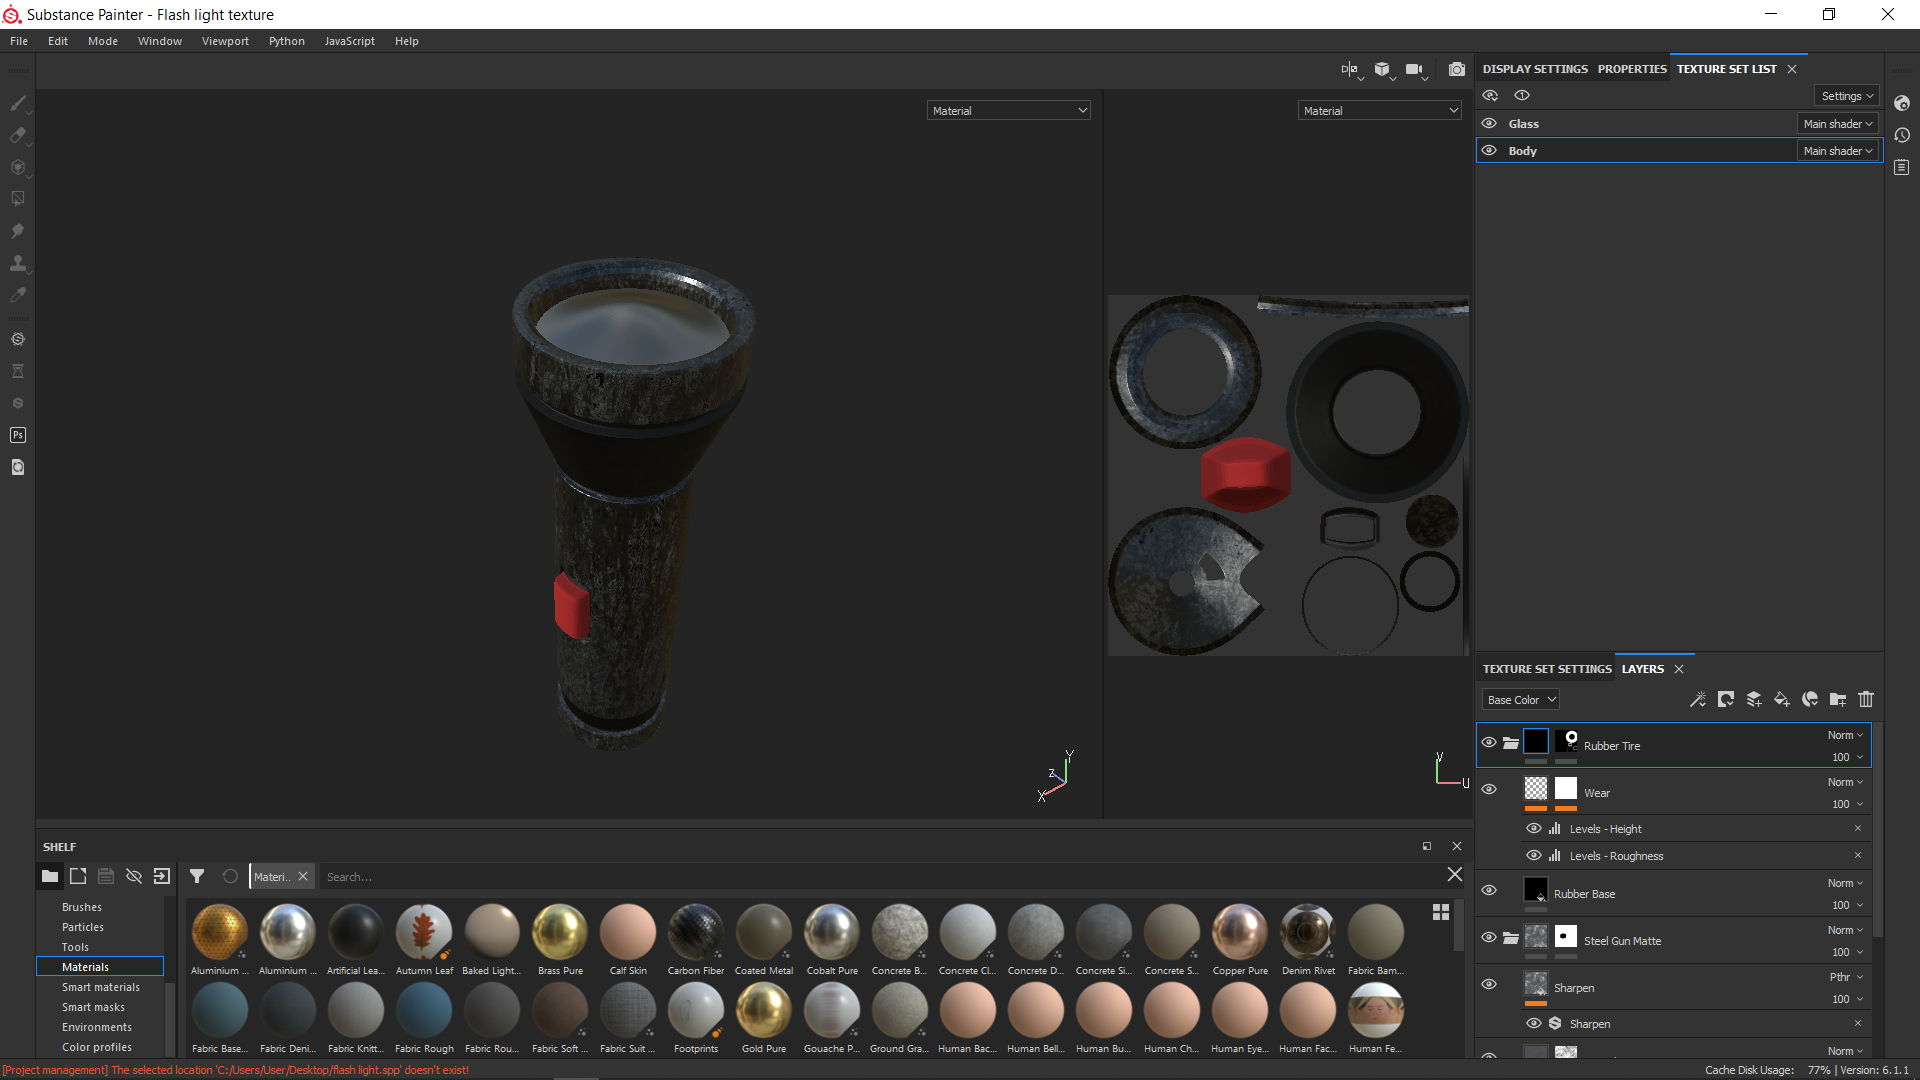 Substance Painter - Flash light texture
File Edit Mode Window Viewport Python JavaScript Help
Material
Material
DISPLAY SETTINGS PROPERTIES TEXTURE SET LIST
Settings
Glass Main shader
Body Main shader
Y
Z
X
V
U
TEXTURE SET SETTINGS LAYERS
Base Color
Rubber Tire Norm 100
Wear Norm 100
Levels - Height
Levels - Roughness
Rubber Base Norm 100
Steel Gun Matte Norm 100
Sharpen Pthr 100
Sharpen
Norm
SHELF
Materi.. Search...
Brushes
Particles
Tools
Materials
Smart materials
Smart masks
Environments
Color profiles
Aluminium ... Aluminium ... Artificial Lea... Autumn Leaf Baked Light... Brass Pure Calf Skin Carbon Fiber Coated Metal Cobalt Pure Concrete B... Concrete Cl... Concrete D... Concrete Si... Concrete S... Copper Pure Denim Rivet Fabric Bam...
Fabric Base... Fabric Deni... Fabric Knitt... Fabric Rough Fabric Rou... Fabric Soft ... Fabric Suit ... Footprints Gold Pure Gouache P... Ground Gra... Human Bac... Human Bell... Human Bu... Human Ch... Human Eye... Human Fac... Human Fe...
[Project management] The selected location 'C:/Users/User/Desktop/flash light.spp' doesn't exist!
Cache Disk Usage: 77% | Version: 6.1.1
Ps